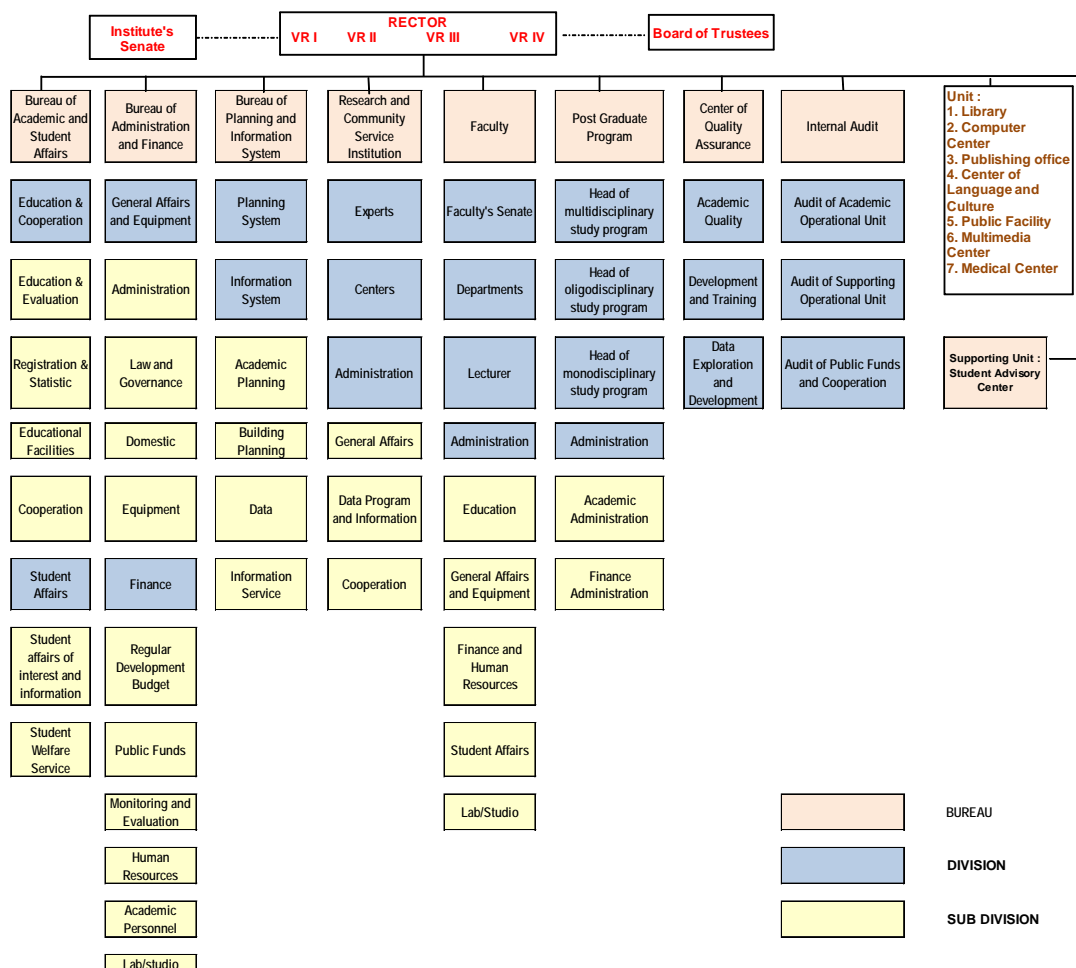 Institute's
Senate
RECTOR
VR I VR II VR III VR IV
Board of Trustees
Bureau of
Academic and
Student
Affairs
Bureau of
Administration
and Finance
Bureau of
Planning and
Information
System
Research and
Community
Service
Institution
Faculty
Post Graduate
Program
Center of
Quality
Assurance
Internal Audit
Unit :
1. Library
2. Computer
Center
3. Publishing office
4. Center of
Language and
Culture
5. Public Facility
6. Multimedia
Center
7. Medical Center
Education &
Cooperation
General Affairs
and Equipment
Planning
System
Experts
Faculty's Senate
Head of
multidisciplinary
study program
Academic
Quality
Audit of Academic
Operational Unit
Education &
Evaluation
Administration
Information
System
Centers
Departments
Head of
oligodisciplinary
study program
Development
and Training
Audit of Supporting
Operational Unit
Registration &
Statistic
Law and
Governance
Academic
Planning
Administration
Lecturer
Head of
monodisciplinary
study program
Data
Exploration
and
Development
Audit of Public Funds
and Cooperation
Supporting Unit :
Student Advisory
Center
Educational
Facilities
Domestic
Building
Planning
General Affairs
Administration
Administration
Cooperation
Equipment
Data
Data Program
and Information
Education
Academic
Administration
Student
Affairs
Finance
Information
Service
Cooperation
General Affairs
and Equipment
Finance
Administration
Student
affairs of
interest and
information
Regular
Development
Budget
Finance and
Human
Resources
Student
Welfare
Service
Public Funds
Student Affairs
Monitoring and
Evaluation
Lab/Studio
BUREAU
Human
Resources
DIVISION
Academic
Personnel
SUB DIVISION
Lab/studio